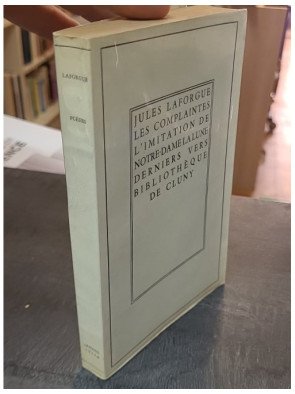 LAFORGUE
POÉSIES
JULES LAFORGUE
LES COMPLAINTES
L'IMITATION DE
NOTRE-DAME LA LUNE
DERNIERS VERS
BIBLIOTHÈQUE
DE CLUNY